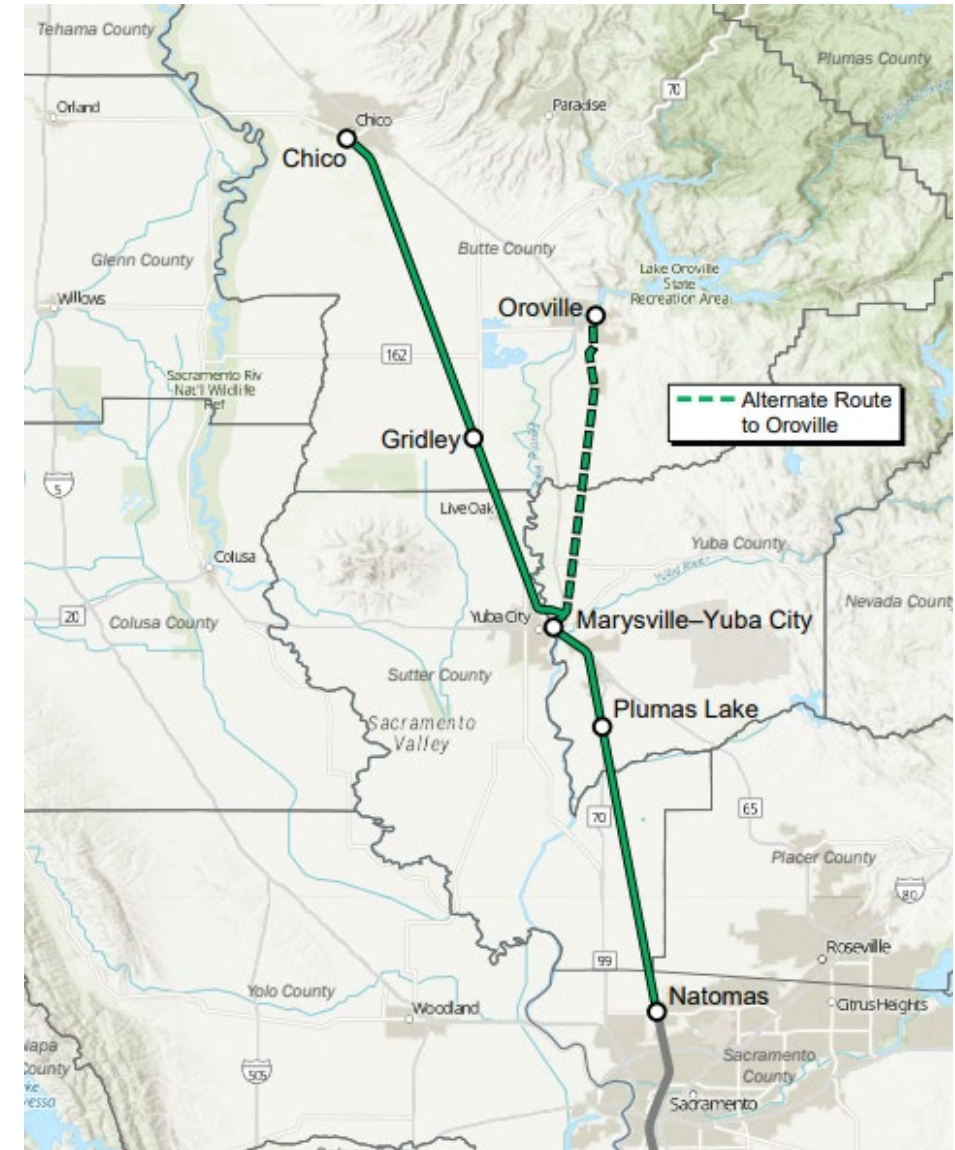 Tehama County
Plumas County
70
Orland
Paradise
Chico
Chico
Butte County
Glenn County
Lake Oroville
State
Recreation Area
Willows
Oroville
162
Sacramento Riv
Nat'l Wildlife
Ref
Alternate Route
to Oroville
Gridley
5
Live Oak
Yuba County
Colusa
Yuba River
Nevada County
20
Colusa County
Yuba City
Marysville–Yuba City
Sutter County
Plumas Lake
Sacramento
Valley
70
65
Placer County
80
Roseville
99
Yolo County
Natomas
Citrus Heights
Woodland
Sacramento
County
505
Sacramento